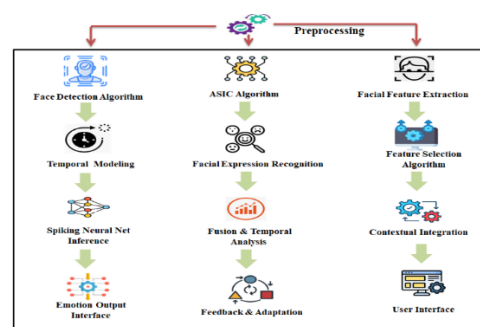 Preprocessing
Face Detection Algorithm
ASIC Algorithm
Facial Feature Extraction
Temporal Modeling
Facial Expression Recognition
Feature Selection
Algorithm
Spiking Neural Net
Inference
Fusion & Temporal
Analysis
Contextual Integration
Emotion Output
Interface
Feedback & Adaptation
User Interface